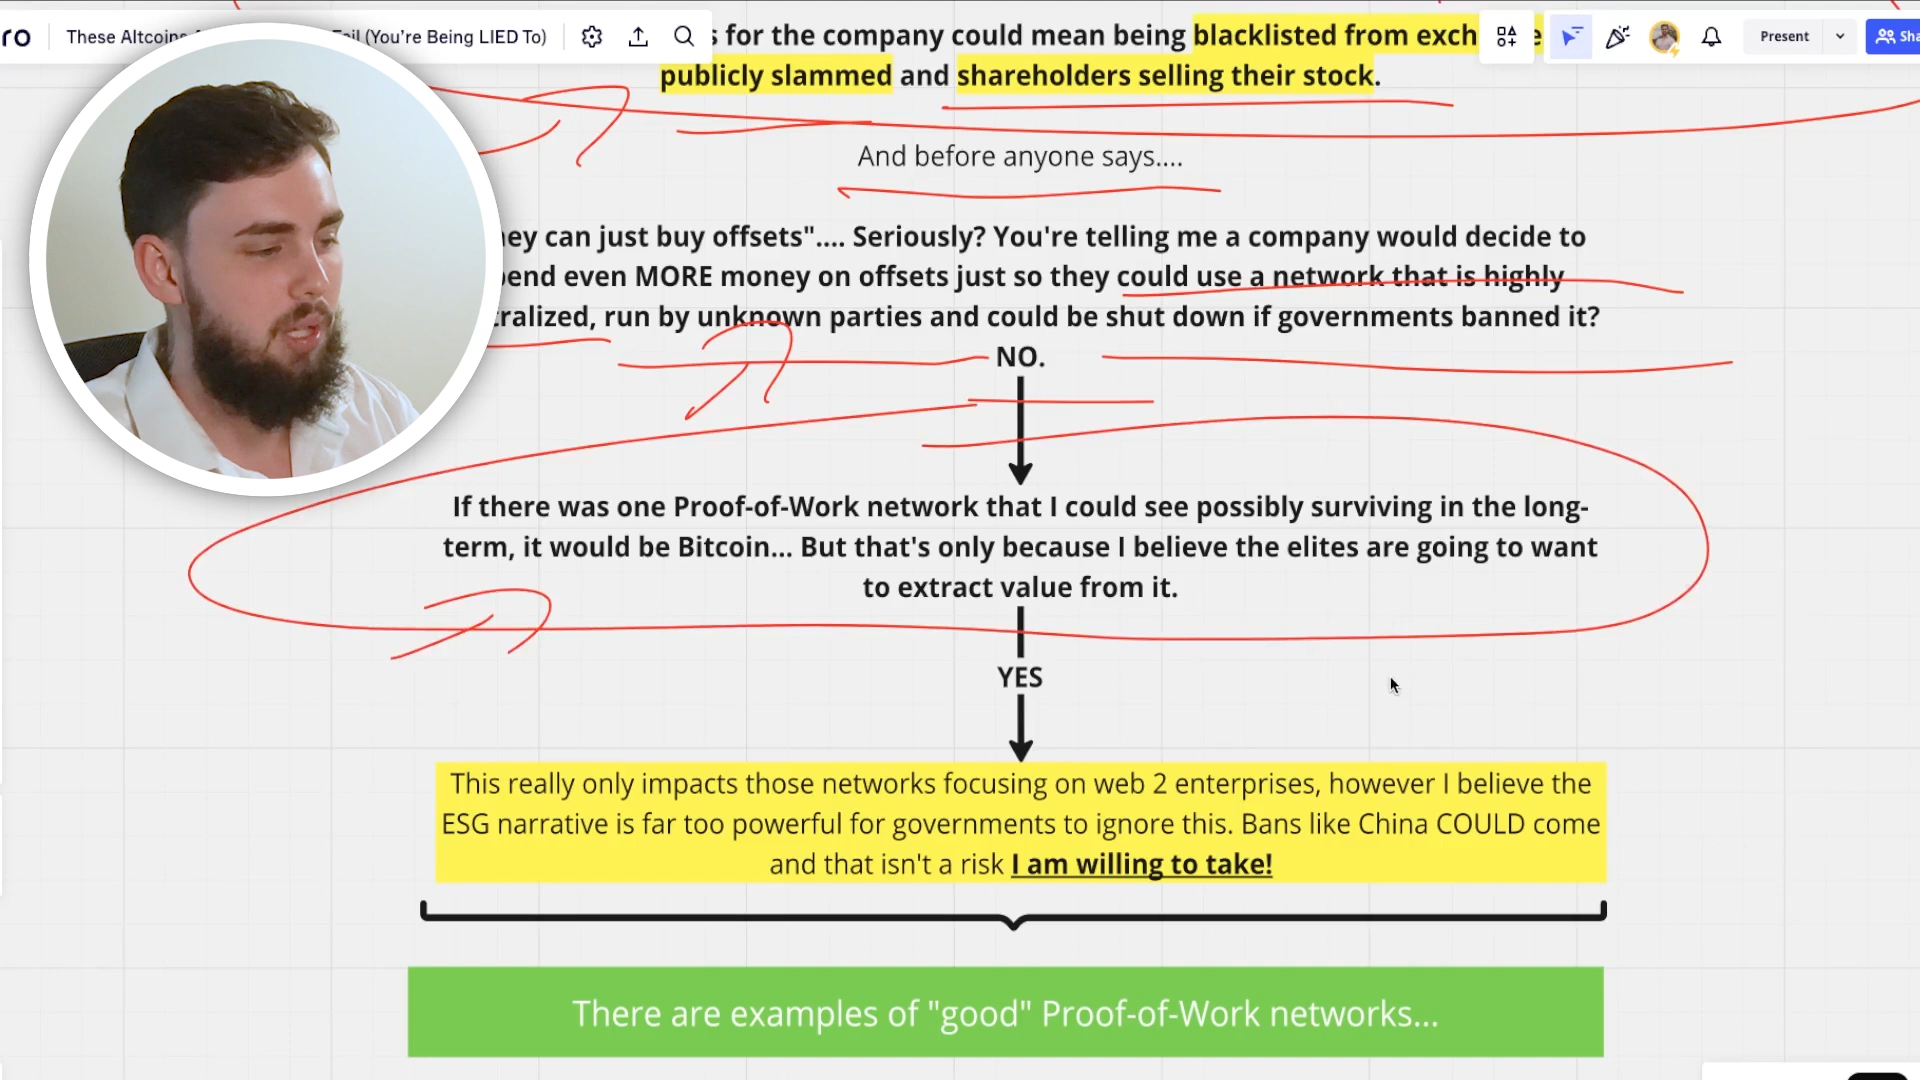 ro These Altcoins (You're Being LIED To) Present
for the company could mean being blacklisted from
publicly slammed and shareholders selling their stock.
And before anyone says....
can just buy offsets".... Seriously? You're telling me a company would decide to
even MORE money on offsets just so they could use a network that is highly
run by unknown parties and could be shut down if governments banned it?
NO.
If there was one Proof-of-Work network that I could see possibly surviving in the long-
term, it would be Bitcoin... But that's only because I believe the elites are going to want
to extract value from it.
YES
This really only impacts those networks focusing on web 2 enterprises, however I believe the
ESG narrative is far too powerful for governments to ignore this. Bans like China COULD come
and that isn't a risk I am willing to take!
There are examples of "good" Proof-of-Work networks...